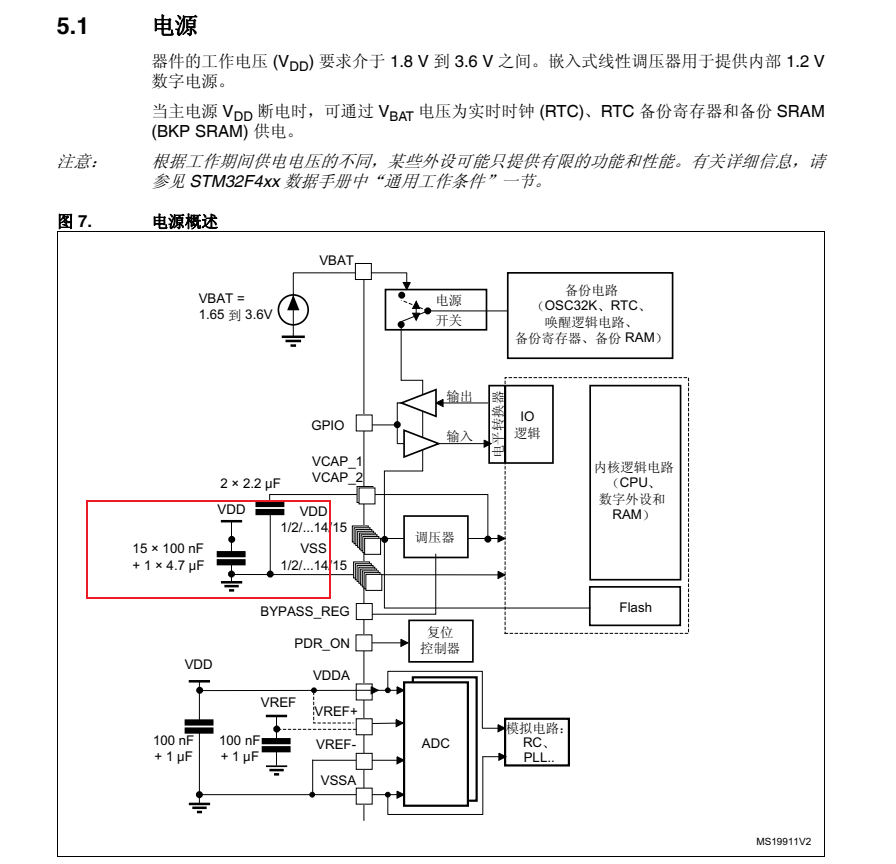 5.1 电源
器件的工作电压 (VDD) 要求介于 1.8 V 到 3.6 V 之间。嵌入式线性调压器用于提供内部 1.2 V
数字电源。
当主电源 VDD 断电时，可通过 VBAT 电压为实时时钟 (RTC)、RTC 备份寄存器和备份 SRAM
(BKP SRAM) 供电。
注意： 根据工作期间供电电压的不同，某些外设可能只提供有限的功能和性能。有关详细信息，请
参见 STM32F4xx 数据手册中“通用工作条件”一节。
图 7. 电源概述
VBAT
VBAT =
1.65 到 3.6V
电源
开关
备份电路
（OSC32K、RTC、
唤醒逻辑电路、
备份寄存器、备份 RAM）
GPIO
输出
输入
电平转换器
IO
逻辑
内核逻辑电路
（CPU、
数字外设和
RAM）
VCAP_1
VCAP_2
2 × 2.2 μF
VDD
VDD
1/2/...14/15
15 × 100 nF
+ 1 × 4.7 μF
VSS
1/2/...14/15
调压器
Flash
BYPASS_REG
PDR_ON
复位
控制器
VDD
VDDA
VREF
VREF+
100 nF
+ 1 μF
100 nF
+ 1 μF
VREF-
VSSA
ADC
模拟电路：
RC、
PLL..
MS19911V2